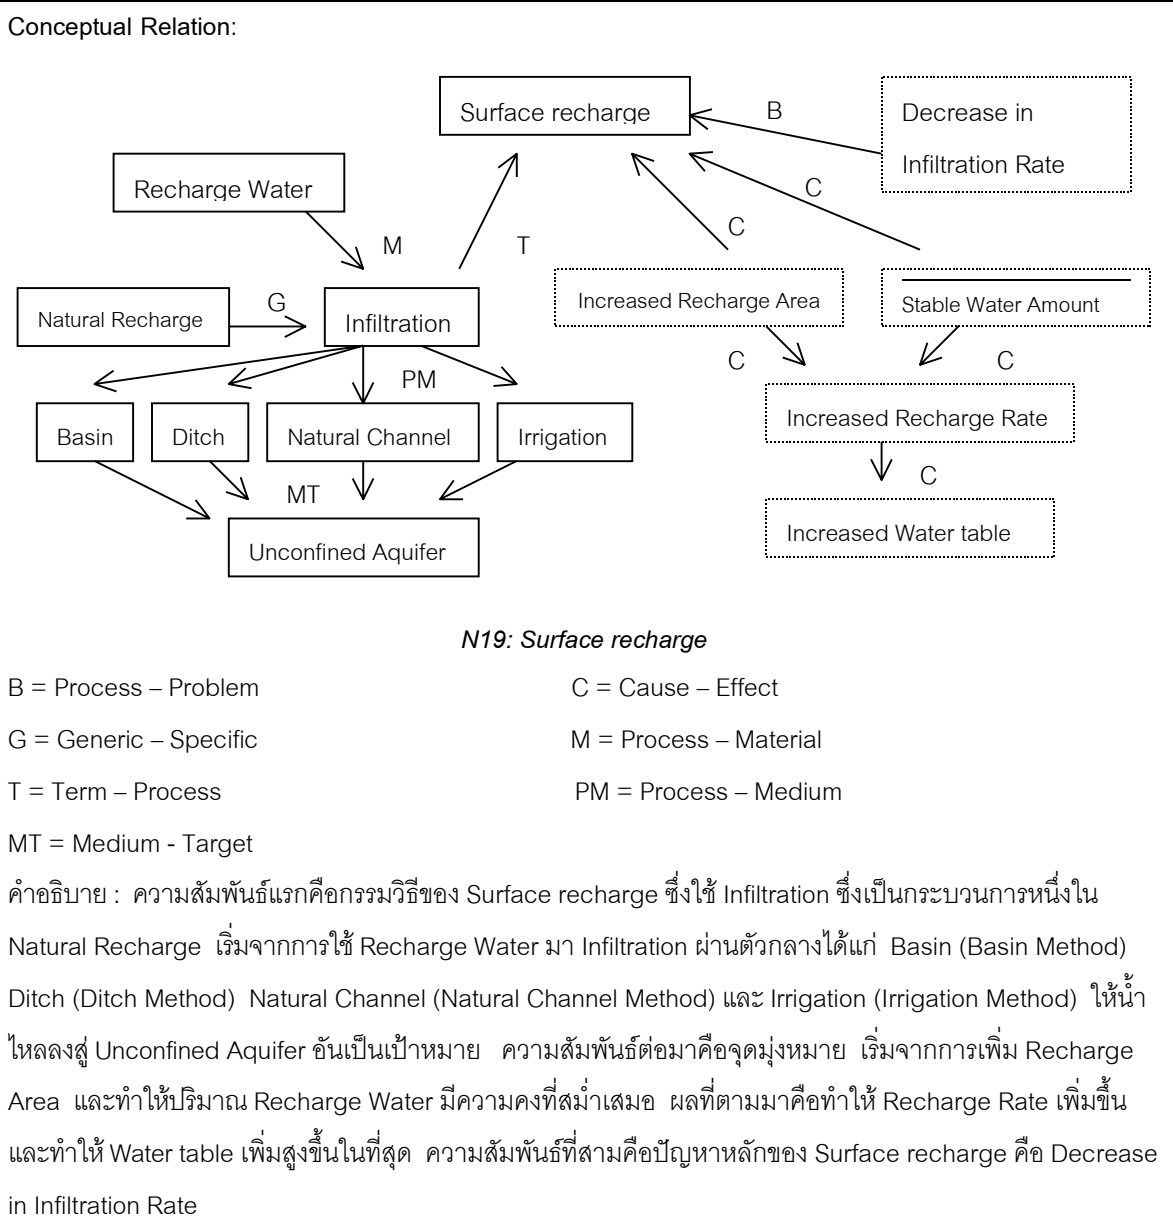 Conceptual Relation:
Surface recharge
B
Decrease in
Infiltration Rate
Recharge Water
C
C
M
T
Natural Recharge
G
Infiltration
Increased Recharge Area
Stable Water Amount
PM
C
C
Basin
Ditch
Natural Channel
Irrigation
Increased Recharge Rate
MT
C
Unconfined Aquifer
Increased Water table
N19: Surface recharge
B = Process – Problem C = Cause – Effect
G = Generic – Specific M = Process – Material
T = Term – Process PM = Process – Medium
MT = Medium - Target
คำอธิบาย : ความสัมพันธ์แรกคือกรรมวิธีของ Surface recharge ซึ่งใช้ Infiltration ซึ่งเป็นกระบวนการหนึ่งใน
Natural Recharge เริ่มจากการใช้ Recharge Water มา Infiltration ผ่านตัวกลางได้แก่ Basin (Basin Method)
Ditch (Ditch Method) Natural Channel (Natural Channel Method) และ Irrigation (Irrigation Method) ให้น้ำ
ไหลลงสู่ Unconfined Aquifer อันเป็นเป้าหมาย ความสัมพันธ์ต่อมาคือจุดมุ่งหมาย เริ่มจากการเพิ่ม Recharge
Area และทำให้ปริมาณ Recharge Water มีความคงที่สม่ำเสมอ ผลที่ตามมาคือทำให้ Recharge Rate เพิ่มขึ้น
และทำให้ Water table เพิ่มสูงขึ้นในที่สุด ความสัมพันธ์ที่สามคือปัญหาหลักของ Surface recharge คือ Decrease
in Infiltration Rate